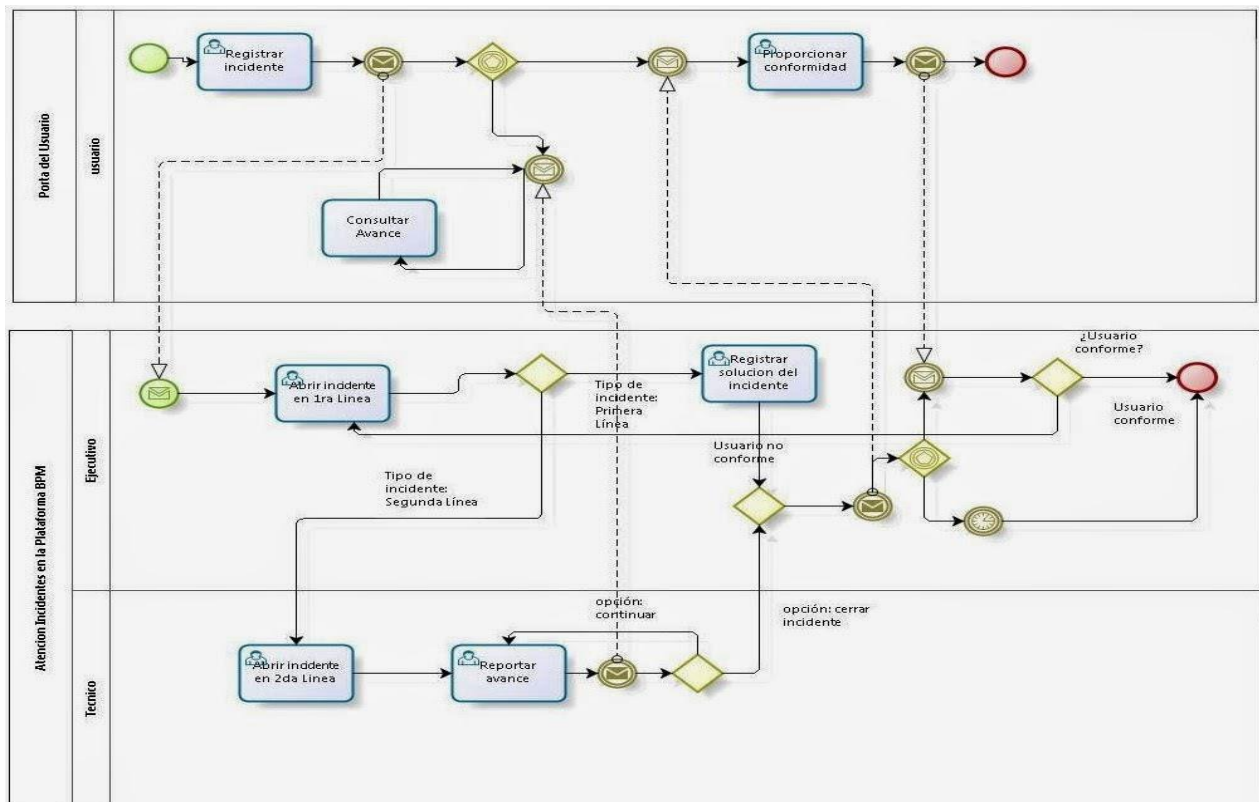 Porta del Usuario
usuario
Registrar
incidente
Proporcionar
conformidad
Consultar
Avance
Atencion Incidentes en la Plataforma BPM
Ejecutivo
Abrir incidente
en 1ra Linea
Tipo de
incidente:
Primera
Línea
Registrar
solucion del
incidente
¿Usuario
conforme?
Usuario
conforme
Usuario no
conforme
Tipo de
incidente:
Segunda Línea
Tecnico
Abrir incidente
en 2da Linea
Reportar
avance
opción:
continuar
opción: cerrar
incidente